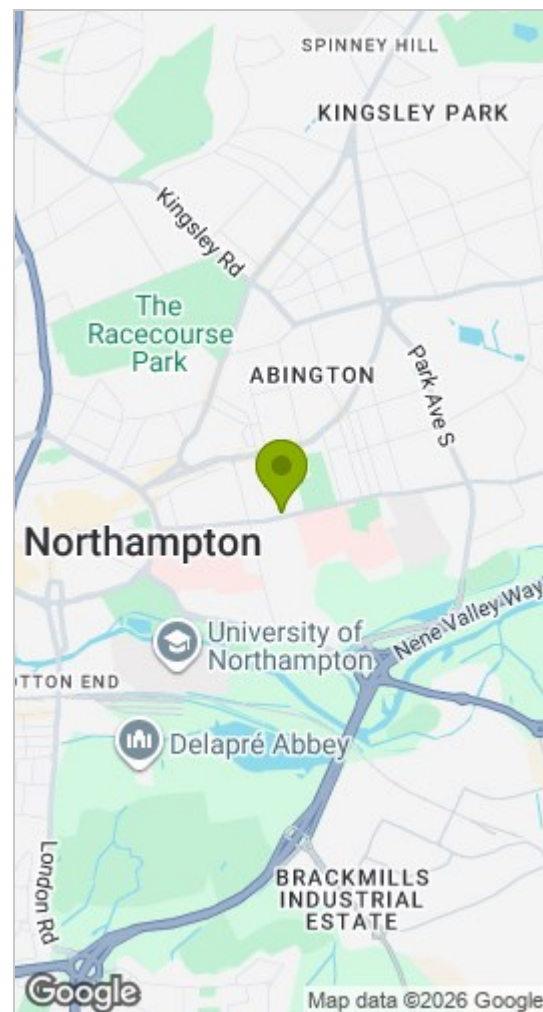 SPINNEY HILL
KINGSLEY PARK
Kingsley Rd
The
Racecourse
Park
ABINGTON
Park Ave S
Northampton
University of
Northampton
Nene Valley Way
OTTON END
Delapré Abbey
London Rd
BRACKMILLS
INDUSTRIAL
ESTATE
Google
Map data ©2026 Google